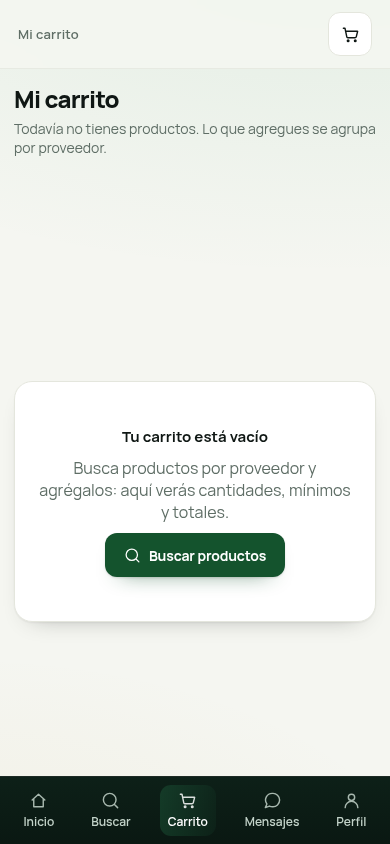 Mi carrito
Mi carrito
Todavía no tienes productos. Lo que agregues se agrupa
por proveedor.
Tu carrito está vacío
Busca productos por proveedor y
agrégalos: aquí verás cantidades, mínimos
y totales.
Buscar productos
Inicio
Buscar
Carrito
Mensajes
Perfil